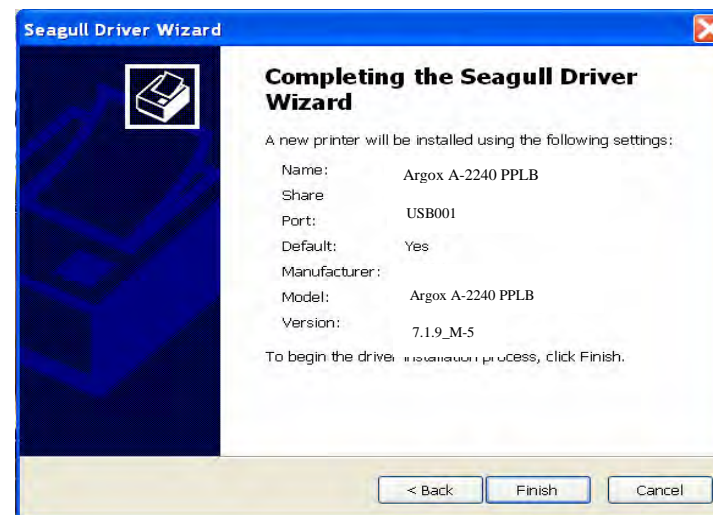 Seagull Driver Wizard
Completing the Seagull Driver
Wizard
A new printer will be installed using the following settings:
Name: Argox A-2240 PPLB
Share
Port: USB001
Default: Yes
Manufacturer:
Model: Argox A-2240 PPLB
Version: 7.1.9_M-5
To begin the driver installation process, click Finish.
< Back Finish Cancel